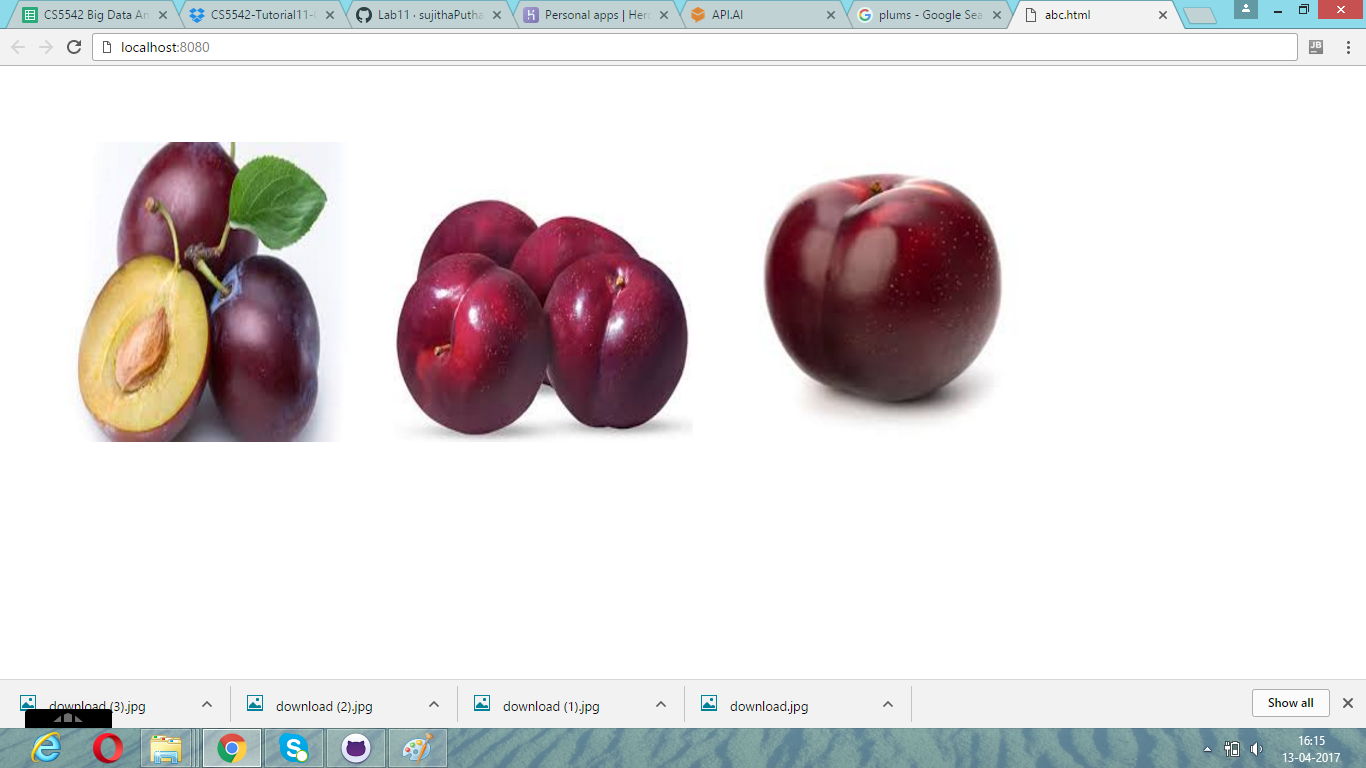 CS5542 Big Data An
CS5542-Tutorial11-
Lab11 · sujithaPutha
Personal apps | Her
API.AI
plums - Google Sea
abc.html
localhost:8080
JB
download (3).jpg
download (2).jpg
download (1).jpg
download.jpg
Show all
16:15
13-04-2017